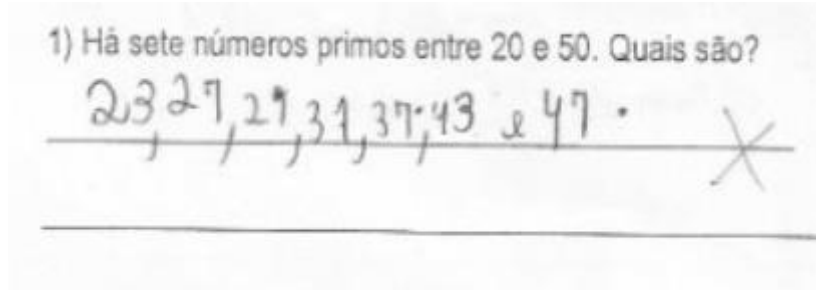 1) Há sete números primos entre 20 e 50. Quais são?
23, 27, 29, 31, 37, 43 e 47.